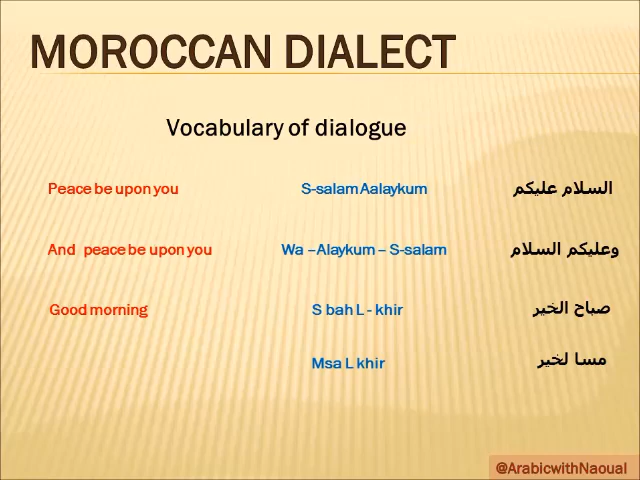 MOROCCAN DIALECT
Vocabulary of dialogue
Peace be upon you S-salam Aalaykum السلام عليكم
And peace be upon you Wa –Alaykum – S-salam وعليكم السلام
Good morning S bah L - khir صباح الخير
Msa L khir مسا لخير
@ArabicwithNaoual